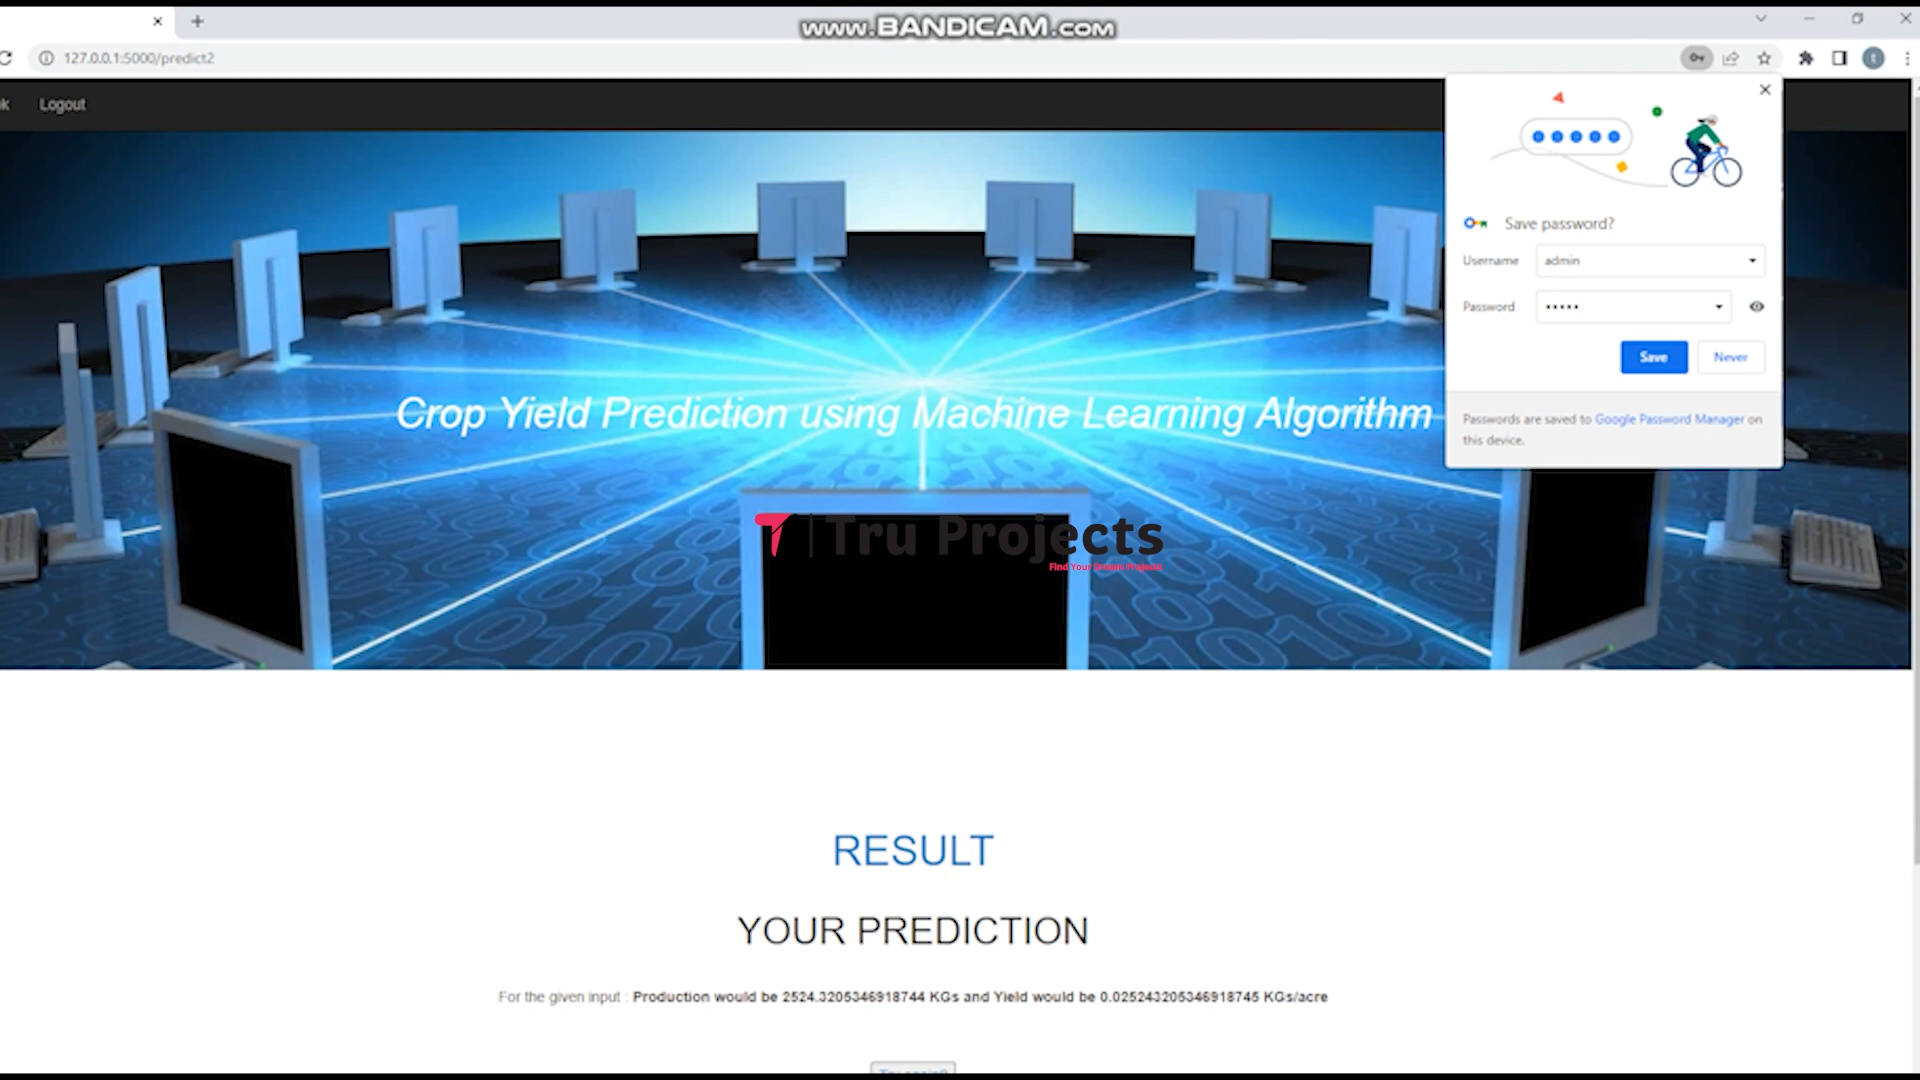 www.BANDICAM.com
127.0.0.1:5000/predict2
Logout
Save password?
Username admin
Password •••••
Save Never
Passwords are saved to Google Password Manager on
this device.
Crop Yield Prediction using Machine Learning Algorithm
Tru Projects
Find Your Dream Projects
RESULT
YOUR PREDICTION
For the given input : Production would be 2524.3205346918744 KGs and Yield would be 0.025243205346918745 KGs/acre